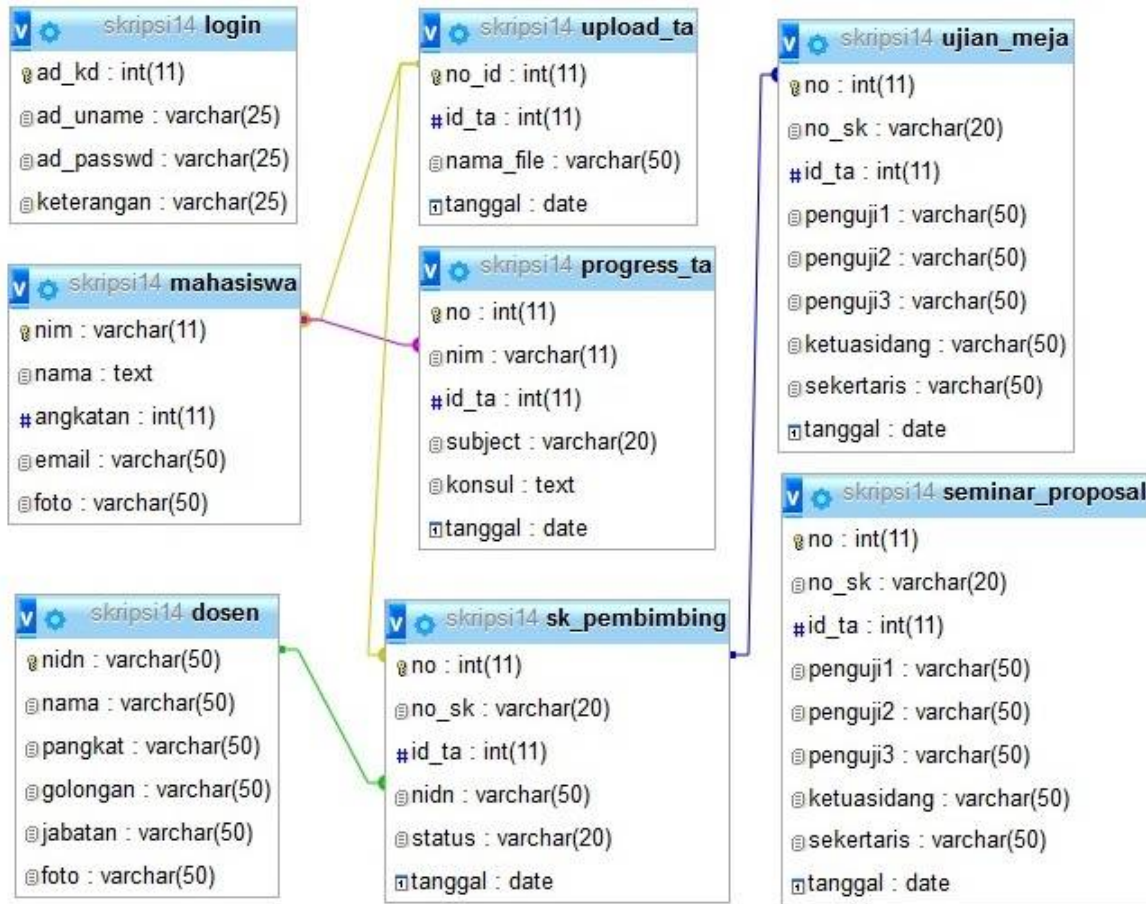 skripsi14 login
ad_kd : int(11)
ad_uname : varchar(25)
ad_passwd : varchar(25)
keterangan : varchar(25)
skripsi14 upload_ta
no_id : int(11)
#id_ta : int(11)
nama_file : varchar(50)
tanggal : date
skripsi14 ujian_meja
no : int(11)
no_sk : varchar(20)
#id_ta : int(11)
penguji1 : varchar(50)
penguji2 : varchar(50)
penguji3 : varchar(50)
ketuasidang : varchar(50)
sekertaris : varchar(50)
tanggal : date
skripsi14 mahasiswa
nim : varchar(11)
nama : text
#angkatan : int(11)
email : varchar(50)
foto : varchar(50)
skripsi14 progress_ta
no : int(11)
nim : varchar(11)
#id_ta : int(11)
subject : varchar(20)
konsul : text
tanggal : date
skripsi14 seminar_proposal
no : int(11)
no_sk : varchar(20)
#id_ta : int(11)
penguji1 : varchar(50)
penguji2 : varchar(50)
penguji3 : varchar(50)
ketuasidang : varchar(50)
sekertaris : varchar(50)
tanggal : date
skripsi14 dosen
nidn : varchar(50)
nama : varchar(50)
pangkat : varchar(50)
golongan : varchar(50)
jabatan : varchar(50)
foto : varchar(50)
skripsi14 sk_pembimbing
no : int(11)
no_sk : varchar(20)
#id_ta : int(11)
nidn : varchar(50)
status : varchar(20)
tanggal : date